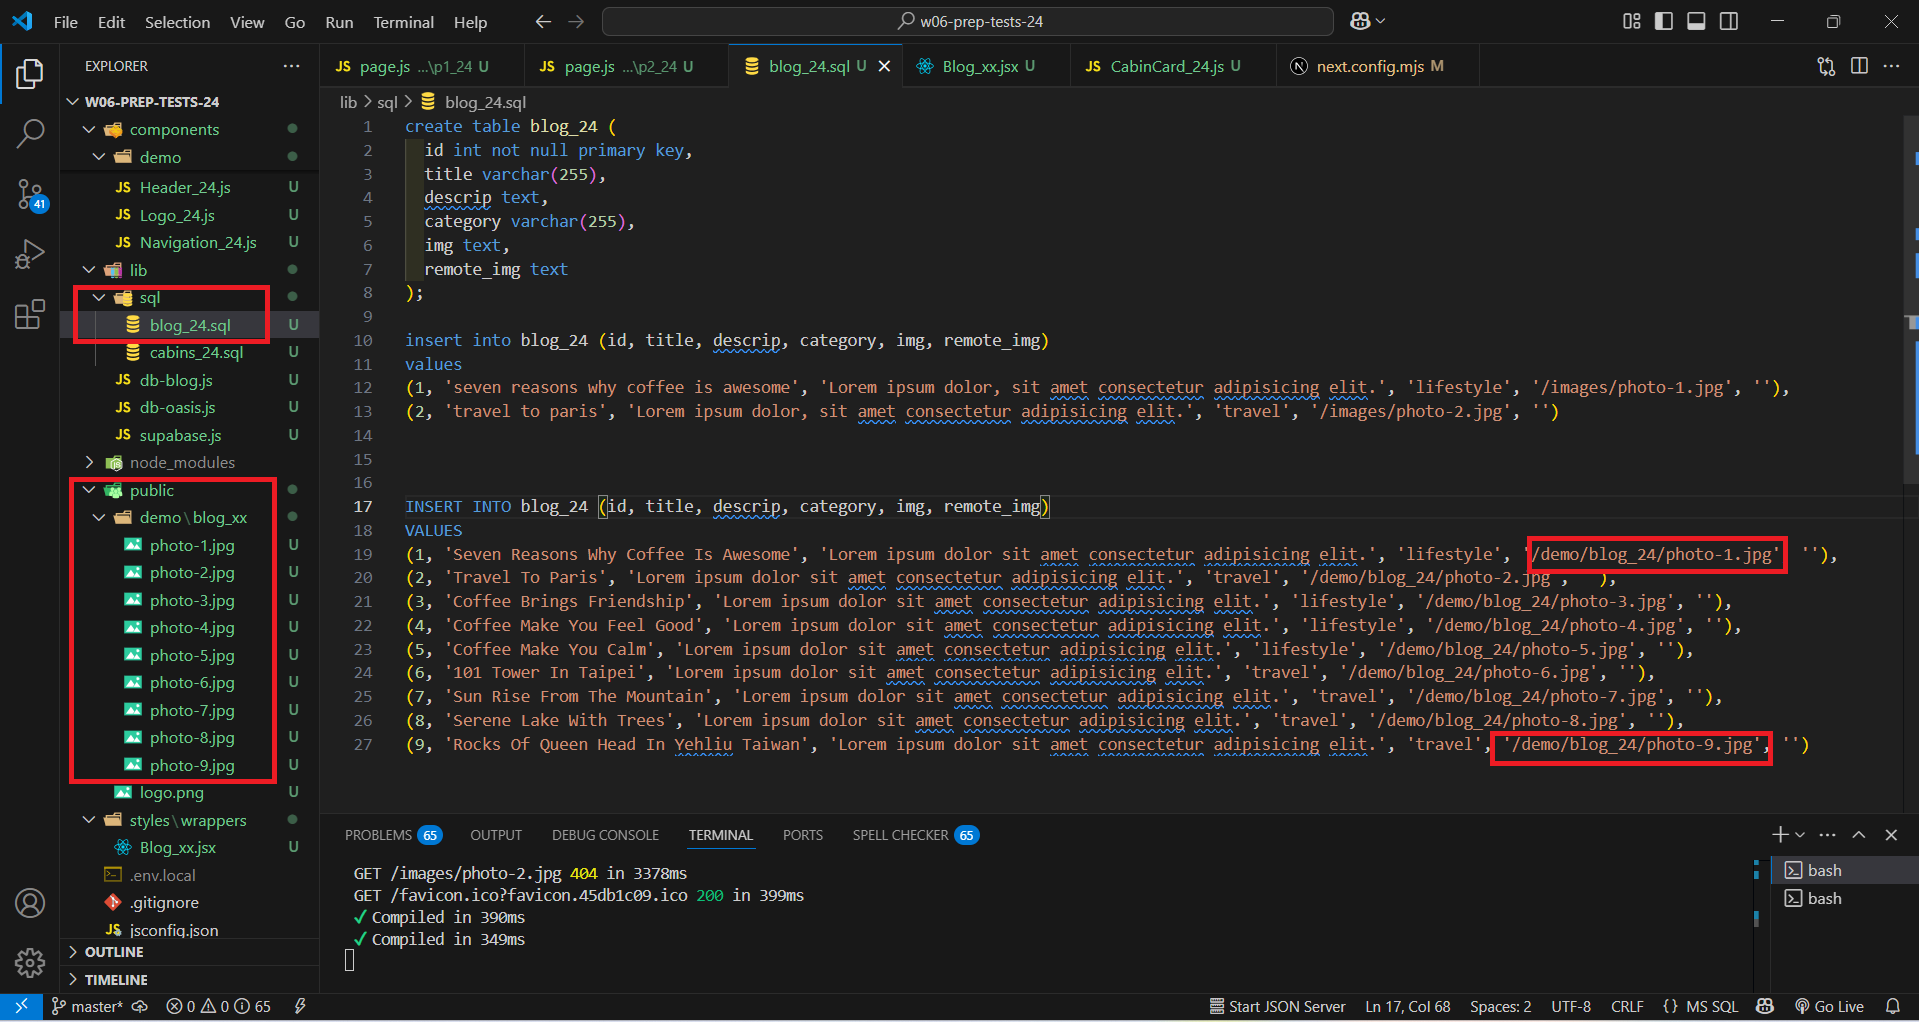 File Edit Selection View Go Run Terminal Help
w06-prep-tests-24
EXPLORER
W06-PREP-TESTS-24
components
demo
JS Header_24.js U
JS Logo_24.js U
JS Navigation_24.js U
lib
sql
blog_24.sql U
cabins_24.sql U
JS db-blog.js U
JS db-oasis.js U
JS supabase.js U
node_modules
public
demo\blog_xx
photo-1.jpg U
photo-2.jpg U
photo-3.jpg U
photo-4.jpg U
photo-5.jpg U
photo-6.jpg U
photo-7.jpg U
photo-8.jpg U
photo-9.jpg U
logo.png U
styles\wrappers
Blog_xx.jsx U
.env.local
.gitignore
JS jsconfig.json
OUTLINE
TIMELINE
41
JS page.js ...\p1_24 U
JS page.js ...\p2_24 U
blog_24.sql U
Blog_xx.jsx U
JS CabinCard_24.js U
N next.config.mjs M
lib > sql > blog_24.sql
1 create table blog_24 (
2 id int not null primary key,
3 title varchar(255),
4 descrip text,
5 category varchar(255),
6 img text,
7 remote_img text
8 );
9
10 insert into blog_24 (id, title, descrip, category, img, remote_img)
11 values
12 (1, 'seven reasons why coffee is awesome', 'Lorem ipsum dolor, sit amet consectetur adipisicing elit.', 'lifestyle', '/images/photo-1.jpg', ''),
13 (2, 'travel to paris', 'Lorem ipsum dolor, sit amet consectetur adipisicing elit.', 'travel', '/images/photo-2.jpg', '')
14
15
16
17 INSERT INTO blog_24 (id, title, descrip, category, img, remote_img)
18 VALUES
19 (1, 'Seven Reasons Why Coffee Is Awesome', 'Lorem ipsum dolor sit amet consectetur adipisicing elit.', 'lifestyle', '/demo/blog_24/photo-1.jpg' ''),
20 (2, 'Travel To Paris', 'Lorem ipsum dolor sit amet consectetur adipisicing elit.', 'travel', '/demo/blog_24/photo-2.jpg', ''),
21 (3, 'Coffee Brings Friendship', 'Lorem ipsum dolor sit amet consectetur adipisicing elit.', 'lifestyle', '/demo/blog_24/photo-3.jpg', ''),
22 (4, 'Coffee Make You Feel Good', 'Lorem ipsum dolor sit amet consectetur adipisicing elit.', 'lifestyle', '/demo/blog_24/photo-4.jpg', ''),
23 (5, 'Coffee Make You Calm', 'Lorem ipsum dolor sit amet consectetur adipisicing elit.', 'lifestyle', '/demo/blog_24/photo-5.jpg', ''),
24 (6, '101 Tower In Taipei', 'Lorem ipsum dolor sit amet consectetur adipisicing elit.', 'travel', '/demo/blog_24/photo-6.jpg', ''),
25 (7, 'Sun Rise From The Mountain', 'Lorem ipsum dolor sit amet consectetur adipisicing elit.', 'travel', '/demo/blog_24/photo-7.jpg', ''),
26 (8, 'Serene Lake With Trees', 'Lorem ipsum dolor sit amet consectetur adipisicing elit.', 'travel', '/demo/blog_24/photo-8.jpg', ''),
27 (9, 'Rocks Of Queen Head In Yehliu Taiwan', 'Lorem ipsum dolor sit amet consectetur adipisicing elit.', 'travel', '/demo/blog_24/photo-9.jpg', '')
PROBLEMS 65 OUTPUT DEBUG CONSOLE TERMINAL PORTS SPELL CHECKER 65
GET /images/photo-2.jpg 404 in 3378ms
GET /favicon.ico?favicon.45db1c09.ico 200 in 399ms
✓ Compiled in 390ms
✓ Compiled in 349ms
bash
bash
master* 0 0 65
Start JSON Server Ln 17, Col 68 Spaces: 2 UTF-8 CRLF {} MS SQL Go Live